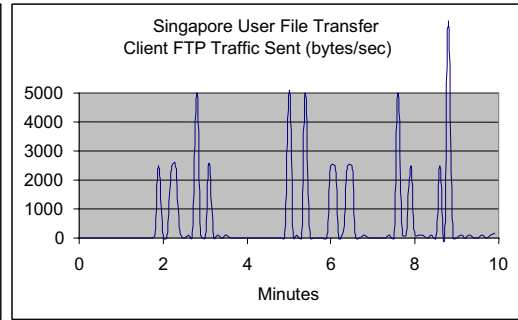 Singapore User File Transfer
Client FTP Traffic Sent (bytes/sec)
5000
4000
3000
2000
1000
0
0 2 4 6 8 10
Minutes